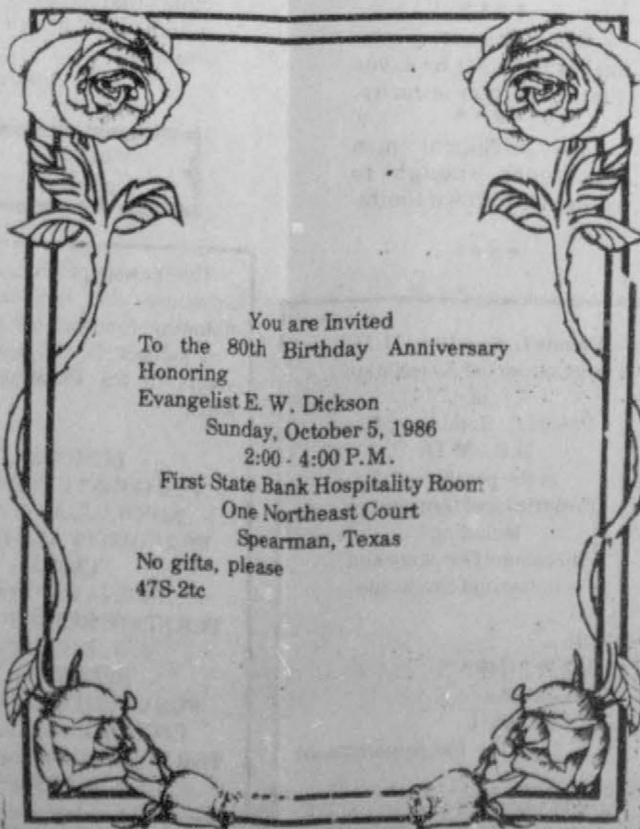 You are Invited
To the 80th Birthday Anniversary
Honoring
Evangelist E. W. Dickson
Sunday, October 5, 1986
2:00 - 4:00 P.M.
First State Bank Hospitality Room
One Northeast Court
Spearman, Texas
No gifts, please
47S-2tc